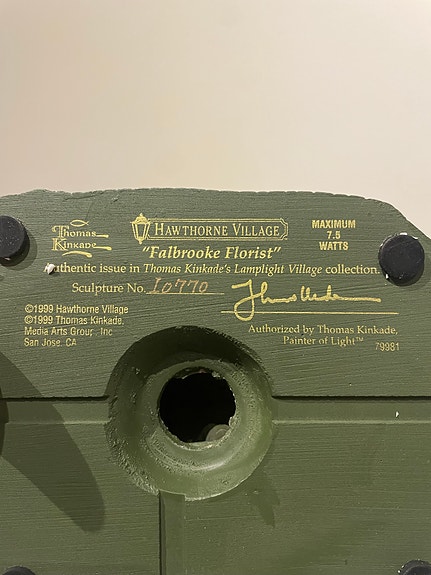 Thomas
Kinkade
HAWTHORNE VILLAGE
MAXIMUM
7.5
WATTS
"Falbrooke Florist"
uthentic issue in Thomas Kinkade's Lamplight Village collection.
Sculpture No. I0770
©1999 Hawthorne Village
©1999 Thomas Kinkade,
Media Arts Group, Inc
San Jose, CA
Authorized by Thomas Kinkade,
Painter of Light™
79981